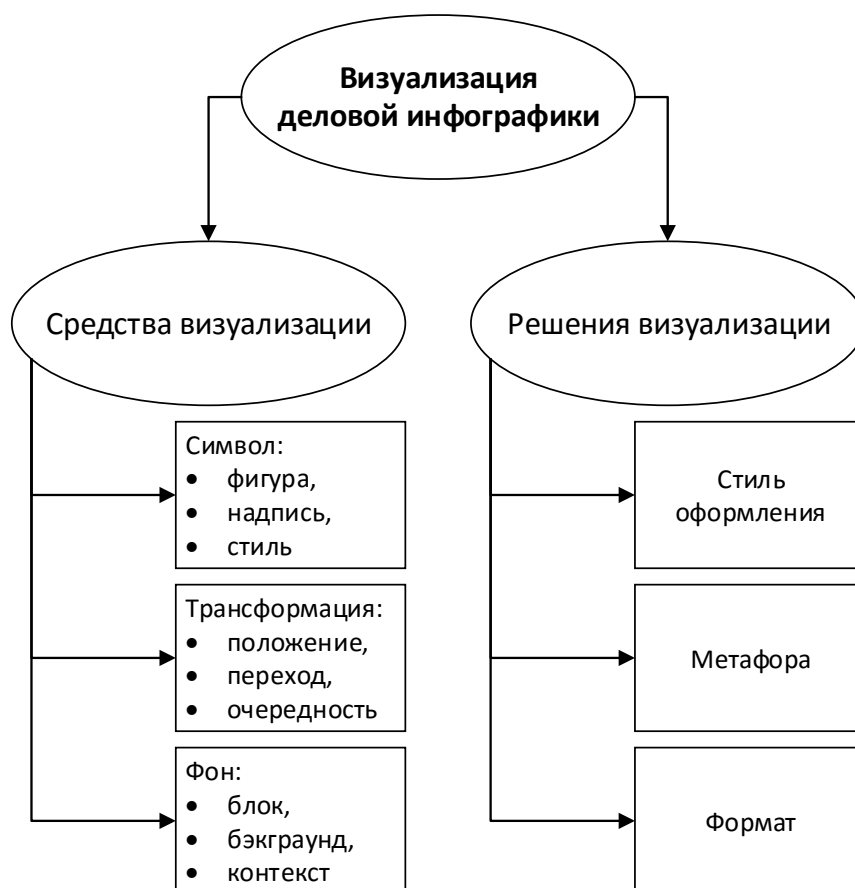 Визуализация
деловой инфографики
Средства визуализации
Решения визуализации
Символ:
• фигура,
• надпись,
• стиль
Трансформация:
• положение,
• переход,
• очередность
Фон:
• блок,
• бэкграунд,
• контекст
Стиль
оформления
Метафора
Формат